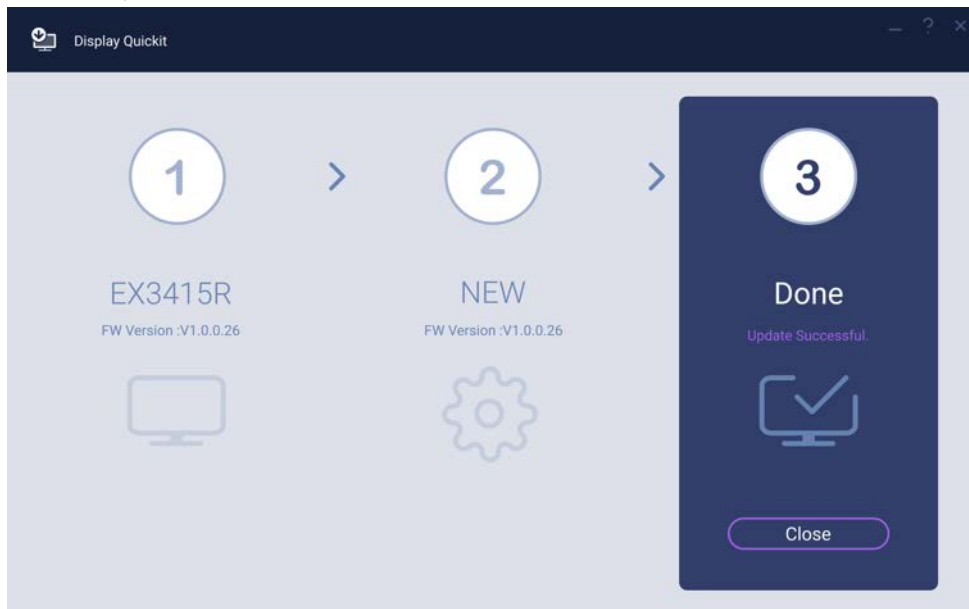 Display Quickit
?
1
2
3
EX3415R
FW Version :V1.0.0.26
NEW
FW Version :V1.0.0.26
Done
Update Successful.
Close